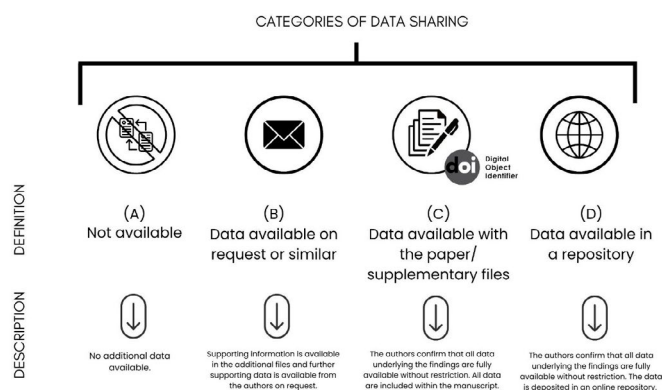 CATEGORIES OF DATA SHARING
doi
Digital
Object
Identifier
DEFINITION
(A)
Not available
(B)
Data available on
request or similar
(C)
Data available with
the paper/
supplementary files
(D)
Data available in
a repository
DESCRIPTION
No additional data
available.
Supporting information is available
in the additional files and further
supporting data is available from
the authors on request.
The authors confirm that all data
underlying the findings are fully
available without restriction. All data
are included within the manuscript.
The authors confirm that all data
underlying the findings are fully
available without restriction. The data
is deposited in an online repository.